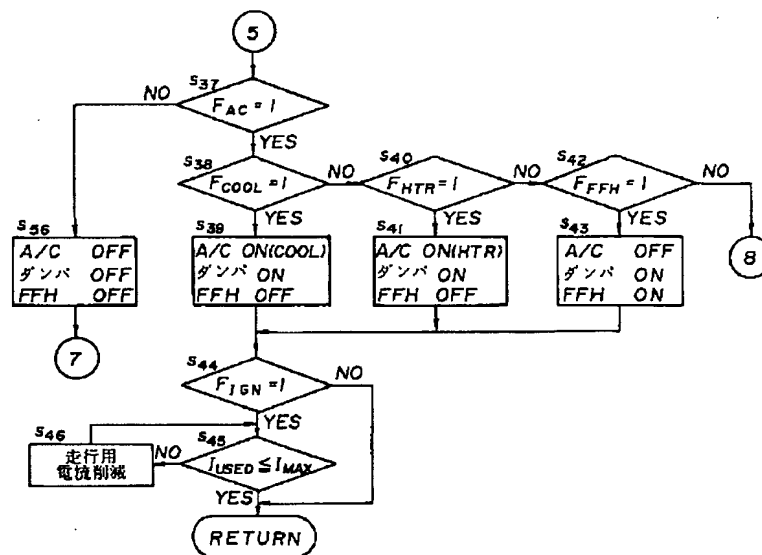 5
S37
NO
FAC=1
YES
S38
FCOOL=1
NO
S40
FHTR=1
NO
S42
FFFH=1
NO
YES
YES
YES
8
S56
A/C OFF
ダンパ OFF
FFH OFF
S39
A/C ON(COOL)
ダンパ ON
FFH OFF
S41
A/C ON(HTR)
ダンパ ON
FFH OFF
S43
A/C OFF
ダンパ ON
FFH ON
7
S44
FIGN=1
NO
YES
S46
走行用
電流削減
NO
S45
IUSED≦IMAX
YES
RETURN